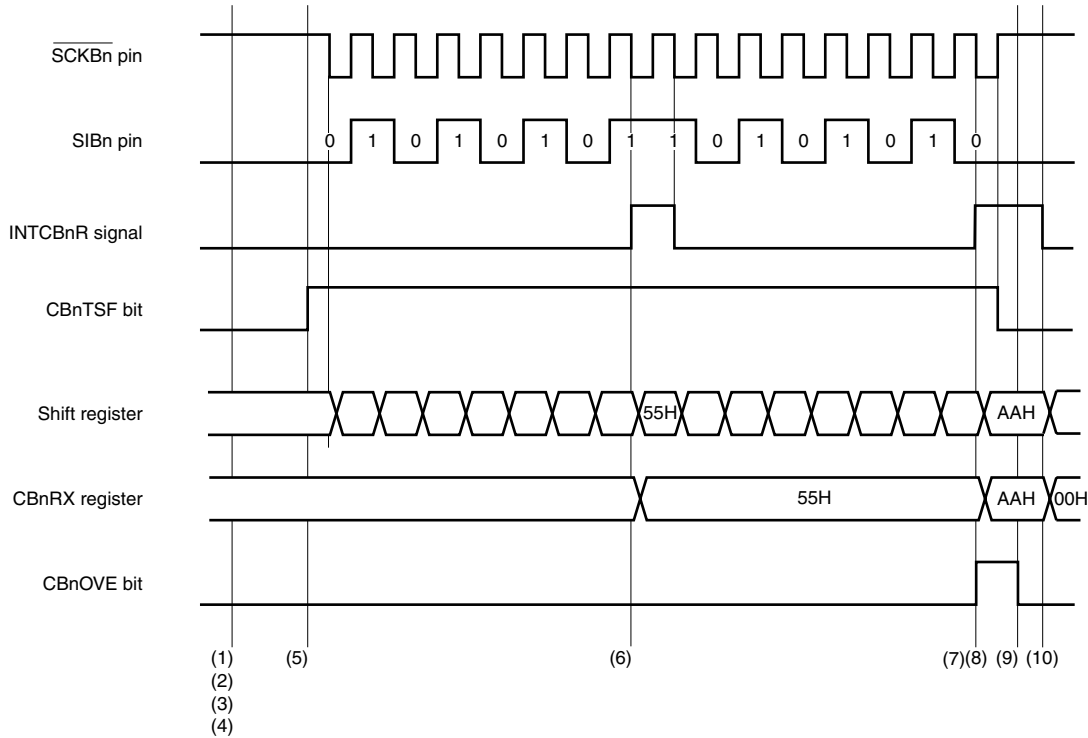 SCKBn pin
SIBn pin
0 1 0 1 0 1 0 1 1 0 1 0 1 0 1 0
INTCBnR signal
CBnTSF bit
Shift register
55H
AAH
CBnRX register
55H
AAH
00H
CBnOVE bit
(1)
(5)
(6)
(7)(8)
(9)
(10)
(2)
(3)
(4)